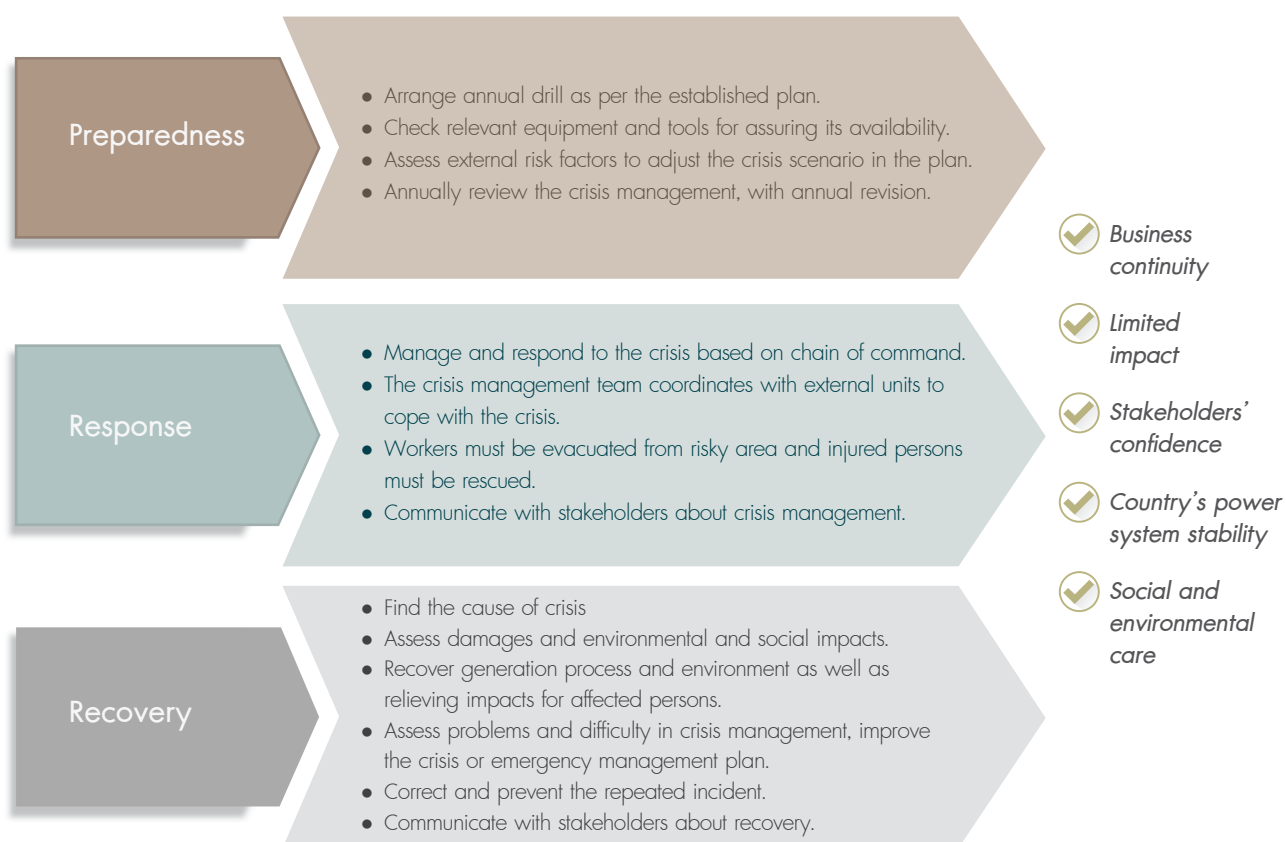 Preparedness
● Arrange annual drill as per the established plan.
● Check relevant equipment and tools for assuring its availability.
● Assess external risk factors to adjust the crisis scenario in the plan.
● Annually review the crisis management, with annual revision.
Response
● Manage and respond to the crisis based on chain of command.
● The crisis management team coordinates with external units to
cope with the crisis.
● Workers must be evacuated from risky area and injured persons
must be rescued.
● Communicate with stakeholders about crisis management.
Recovery
● Find the cause of crisis
● Assess damages and environmental and social impacts.
● Recover generation process and environment as well as
relieving impacts for affected persons.
● Assess problems and difficulty in crisis management, improve
the crisis or emergency management plan.
● Correct and prevent the repeated incident.
● Communicate with stakeholders about recovery.
Business
continuity
Limited
impact
Stakeholders’
confidence
Country’s power
system stability
Social and
environmental
care